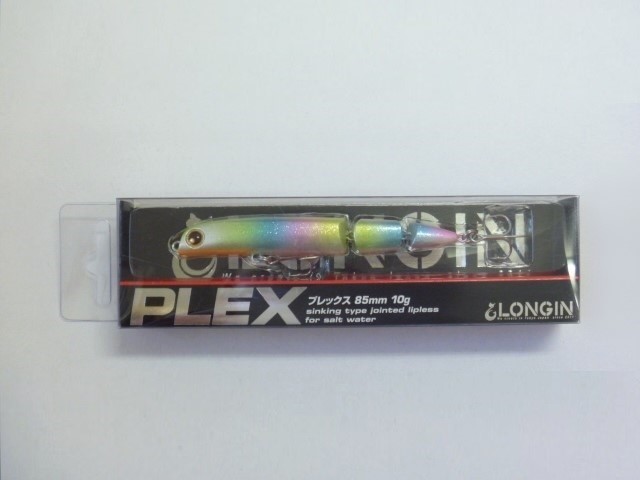 PLEX
プレックス 85mm 10g
sinking type jointed lipless
for salt water
LONGIN